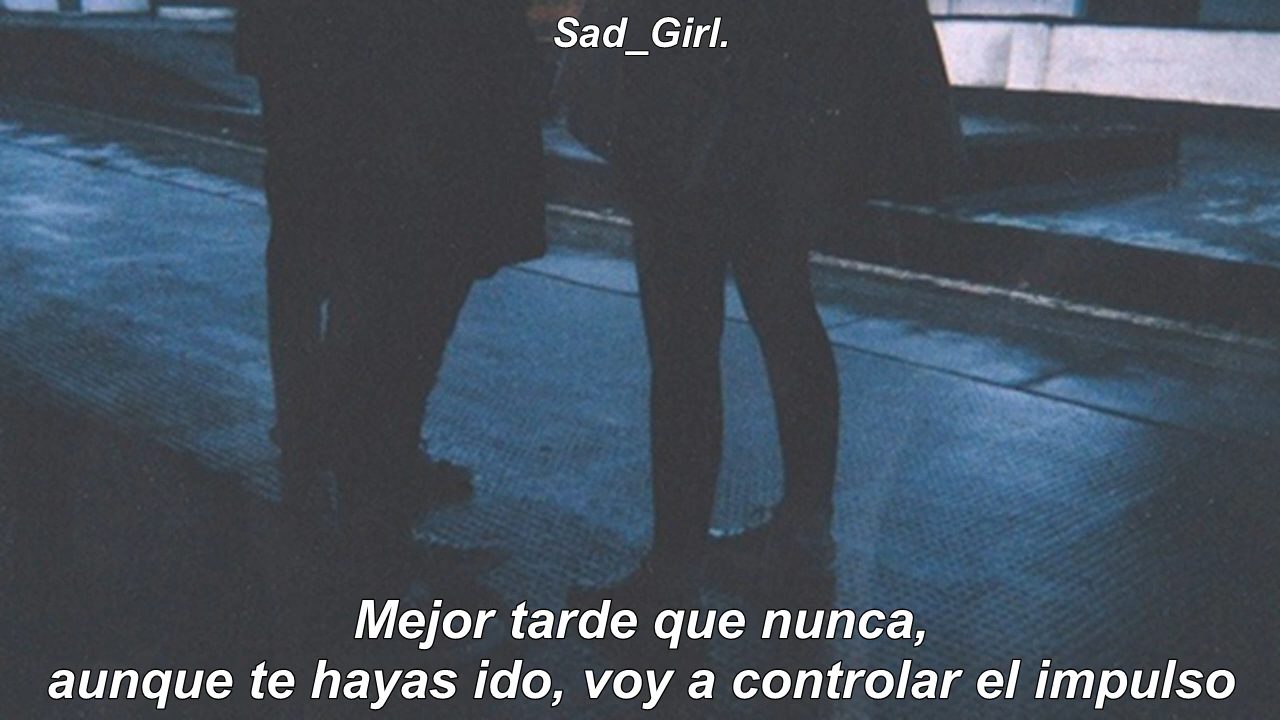 Sad_Girl.
Mejor tarde que nunca,
aunque te hayas ido, voy a controlar el impulso